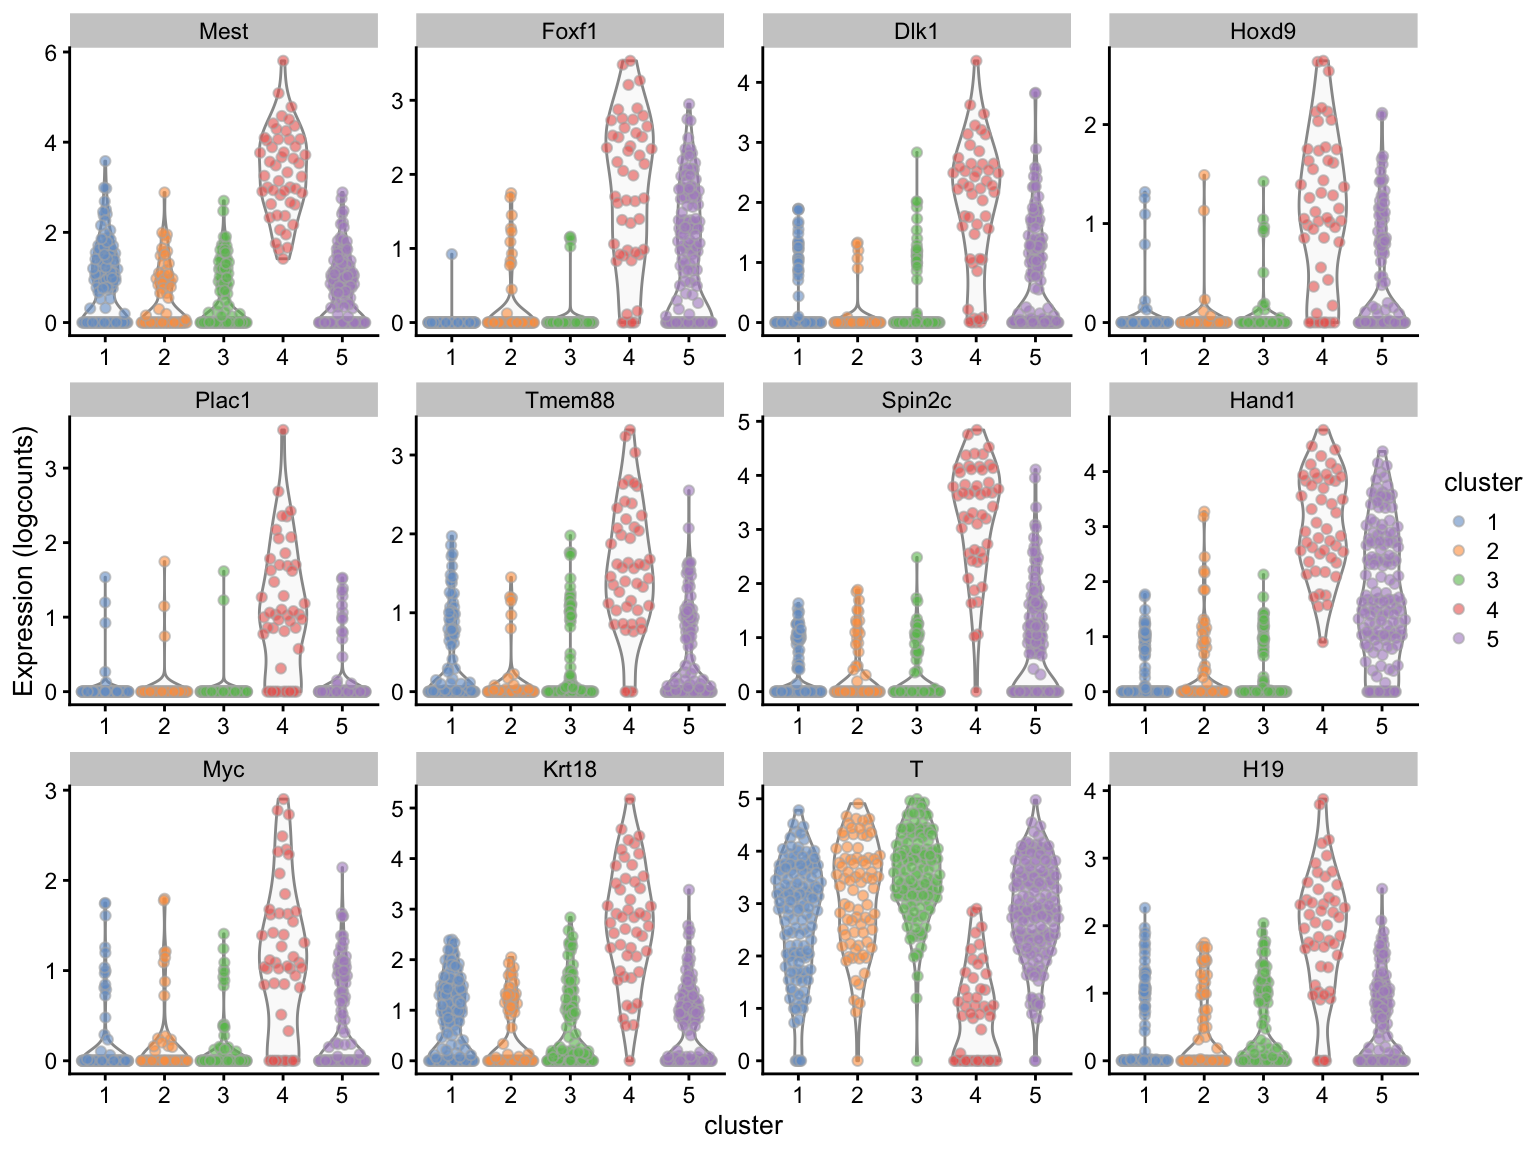 Mest Foxf1 Dlk1 Hoxd9
6 4 2 0
3 2 1 0
4 3 2 1 0
2 1 0
1 2 3 4 5
1 2 3 4 5
1 2 3 4 5
1 2 3 4 5
Plac1 Tmem88 Spin2c Hand1
3 2 1 0
3 2 1 0
5 4 3 2 1 0
4 3 2 1 0
1 2 3 4 5
1 2 3 4 5
1 2 3 4 5
1 2 3 4 5
Myc Krt18 T H19
3 2 1 0
5 4 3 2 1 0
5 4 3 2 1 0
4 3 2 1 0
1 2 3 4 5
1 2 3 4 5
1 2 3 4 5
1 2 3 4 5
Expression (logcounts)
cluster
cluster
1
2
3
4
5